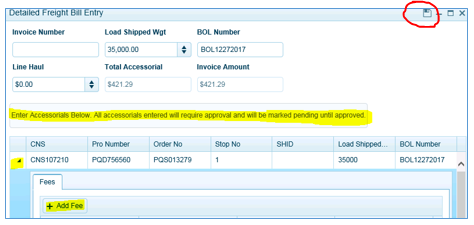 Detailed Freight Bill Entry
Invoice Number Load Shipped Wgt BOL Number
35,000.00 BOL12272017
Line Haul Total Accessorial Invoice Amount
$0.00 $421.29 $421.29
Enter Accessorials Below. All accessorials entered will require approval and will be marked pending until approved.
CNS Pro Number Order No Stop No SHID Load Shipped... BOL Number
CNS107210 PQD756560 PQS013279 1 35000 BOL12272017
Fees
+ Add Fee